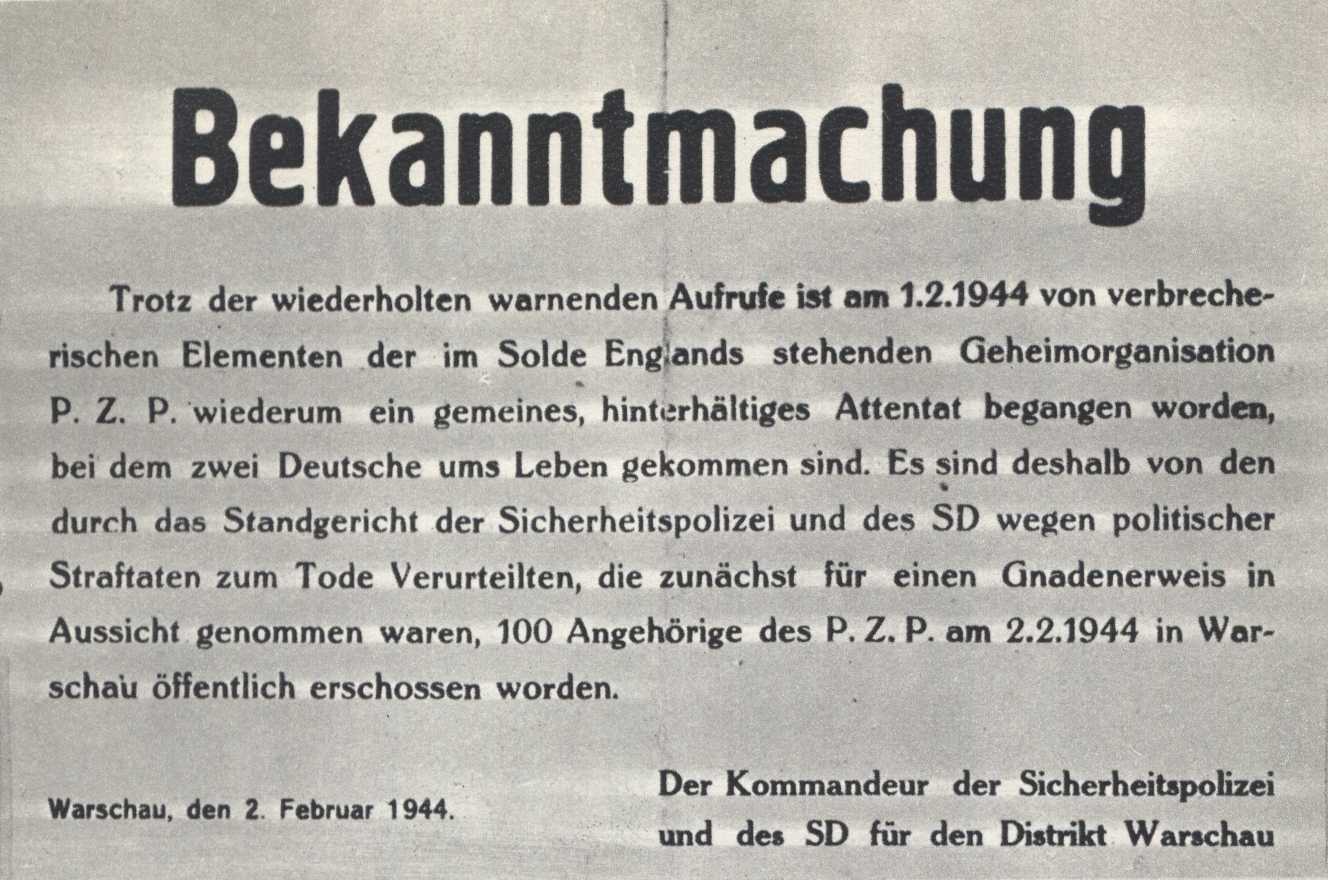 Bekanntmachung
Trotz der wiederholten warnenden Aufrufe ist am 1.2.1944 von verbreche-
rischen Elementen der im Solde Englands stehenden Geheimorganisation
P. Z. P. wiederum ein gemeines, hinterhältiges Attentat begangen worden,
bei dem zwei Deutsche ums Leben gekommen sind. Es sind deshalb von den
durch das Standgericht der Sicherheitspolizei und des SD wegen politischer
Straftaten zum Tode Verurteilten, die zunächst für einen Gnadenerweis in
Aussicht genommen waren, 100 Angehörige des P. Z. P. am 2.2.1944 in War-
schau öffentlich erschossen worden.
Warschau, den 2. Februar 1944.
Der Kommandeur der Sicherheitspolizei
und des SD für den Distrikt Warschau